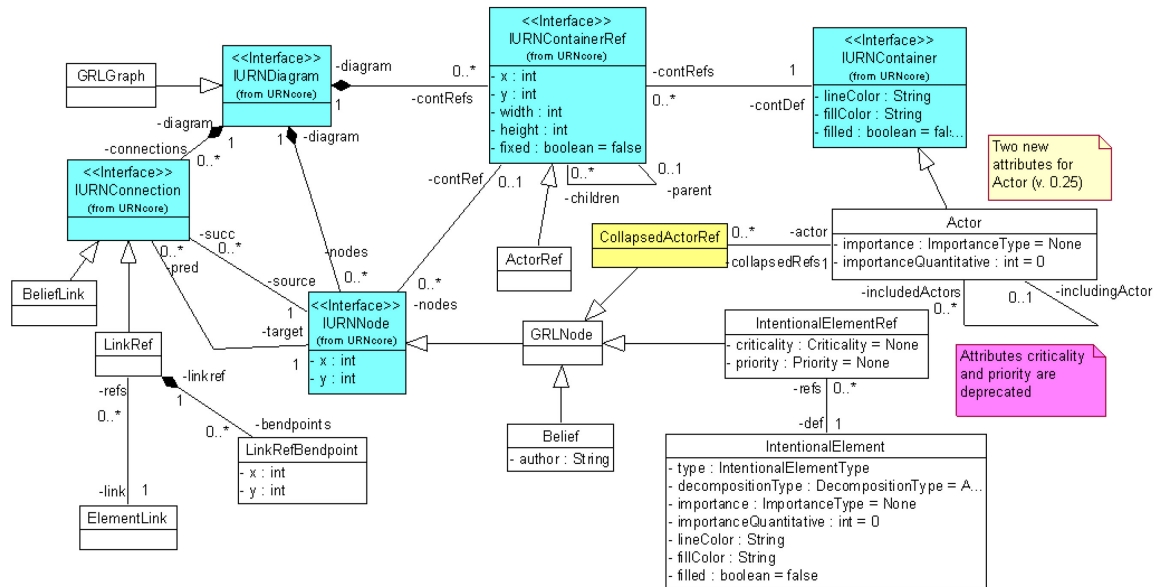 <<Interface>>
IURNContainerRef
(from URNcore)
- x : int
- y : int
- width : int
- height : int
- fixed : boolean = false
<<Interface>>
IURNContainer
(from URNcore)
- lineColor : String
- fillColor : String
- filled : boolean = fal:...
<<Interface>>
IURNDiagram
(from URNcore)
GRLGraph
-diagram
0..*
1
-contRefs
-contRefs
1
0..*
-contDef
Two new
attributes for
Actor (v. 0.25)
-diagram
1
1
-diagram
-connections
0..*
<<Interface>>
IURNConnection
(from URNcore)
-contRef
0..1
0..*
0..1
-children
-parent
Actor
- importance : ImportanceType = None
- importanceQuantitative : int = 0
CollapsedActorRef
0..*
-actor
-collapsedRefs
1
-includedActors
0..*
0..1
-includingActor
ActorRef
-succ
0..*
0..*
-pred
-nodes
0..*
-source
1
0..*
-nodes
BeliefLink
<<Interface>>
IURNNode
(from URNcore)
- x : int
- y : int
-target
1
LinkRef
GRLNode
IntentionalElementRef
- criticality : Criticality = None
- priority : Priority = None
Attributes criticality
and priority are
deprecated
-linkref
1
-refs
0..*
0..*
-bendpoints
-refs
0..*
-def
1
Belief
- author : String
LinkRefBendpoint
- x : int
- y : int
-link
1
ElementLink
IntentionalElement
- type : IntentionalElementType
- decompositionType : DecompositionType = A...
- importance : ImportanceType = None
- importanceQuantitative : int = 0
- lineColor : String
- fillColor : String
- filled : boolean = false